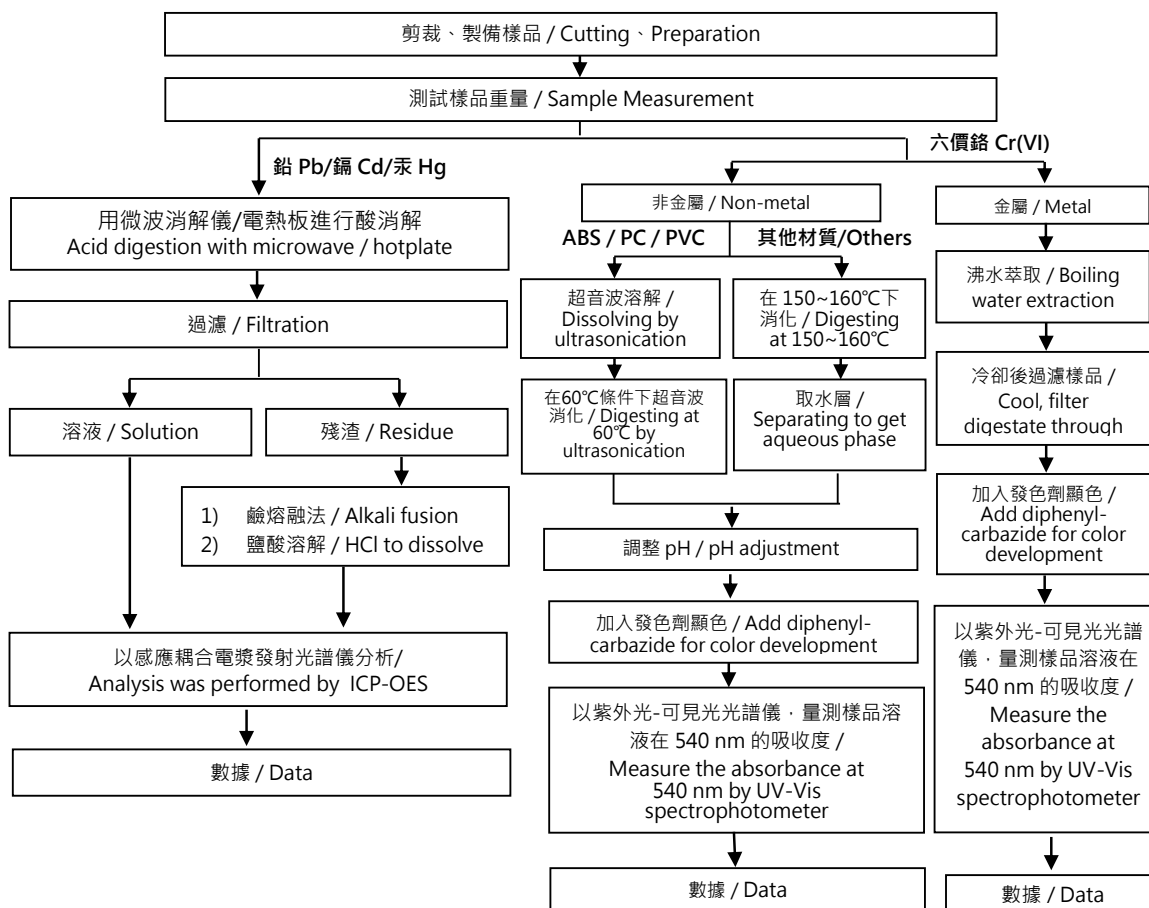 剪裁、製備樣品 / Cutting、Preparation
測試樣品重量 / Sample Measurement
鉛 Pb/鎘 Cd/汞 Hg
六價鉻 Cr(VI)
用微波消解儀/電熱板進行酸消解
Acid digestion with microwave / hotplate
過濾 / Filtration
溶液 / Solution
殘渣 / Residue
1) 鹼熔融法 / Alkali fusion
2) 鹽酸溶解 / HCl to dissolve
以感應耦合電漿發射光譜儀分析/
Analysis was performed by ICP-OES
數據 / Data
非金屬 / Non-metal
ABS / PC / PVC
其他材質/Others
超音波溶解 /
Dissolving by
ultrasonication
在60℃條件下超音波
消化 / Digesting at
60℃ by
ultrasonication
在 150~160℃下
消化 / Digesting
at 150~160℃
取水層 /
Separating to get
aqueous phase
調整 pH / pH adjustment
加入發色劑顯色 / Add diphenyl-
carbazide for color development
以紫外光-可見光光譜儀，量測樣品溶
液在 540 nm 的吸收度 /
Measure the absorbance at
540 nm by UV-Vis
spectrophotometer
數據 / Data
金屬 / Metal
沸水萃取 / Boiling
water extraction
冷卻後過濾樣品 /
Cool, filter
digestate through
加入發色劑顯色 /
Add diphenyl-
carbazide for color
development
以紫外光-可見光光譜
儀，量測樣品溶液在
540 nm 的吸收度 /
Measure the
absorbance at
540 nm by UV-Vis
spectrophotometer
數據 / Data